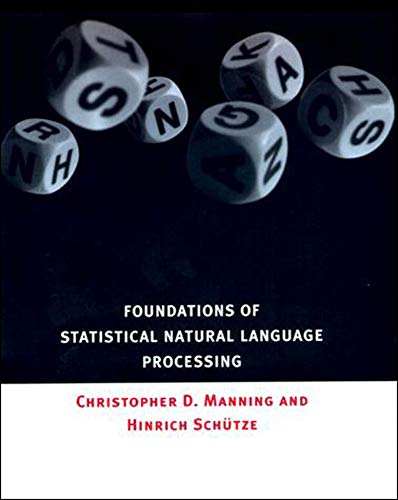 S I
O
H
N
K
A
R
N H
G
A N
H
C S
FOUNDATIONS OF
STATISTICAL NATURAL LANGUAGE
PROCESSING
CHRISTOPHER D. MANNING AND
HINRICH SCHÜTZE